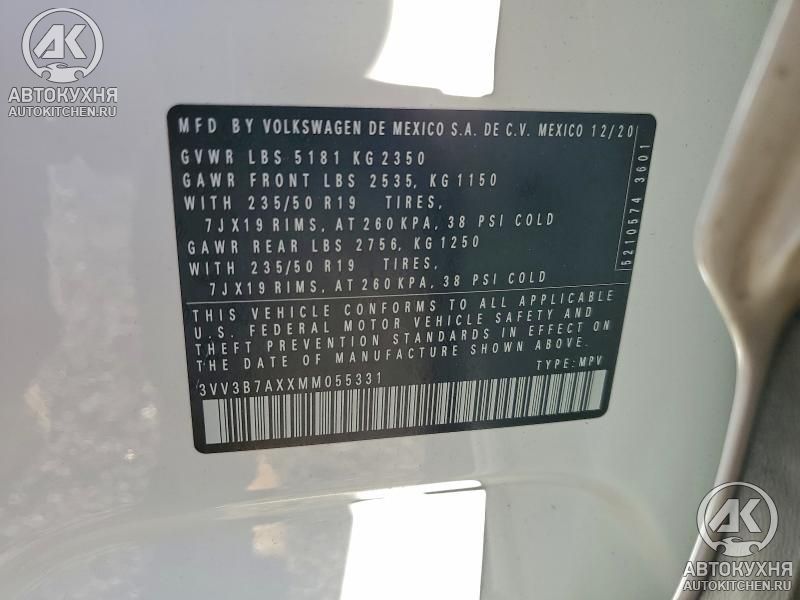 AK
АВТОКУХНЯ
AUTOKITCHEN.RU
MFD BY VOLKSWAGEN DE MEXICO S.A. DE C.V. MEXICO 12/20
GVWR LBS 5181 KG 2350
GAWR FRONT LBS 2535, KG 1150
WITH 235/50 R19 TIRES,
7JX19 RIMS, AT 260 KPA, 38 PSI COLD
GAWR REAR LBS 2756, KG 1250
WITH 235/50 R19 TIRES,
7JX19 RIMS, AT 260 KPA, 38 PSI COLD
THIS VEHICLE CONFORMS TO ALL APPLICABLE
U.S. FEDERAL MOTOR VEHICLE SAFETY AND
THEFT PREVENTION STANDARDS IN EFFECT ON
THE DATE OF MANUFACTURE SHOWN ABOVE.
3VV3B7AXXMM055331 TYPE: MPV
5210574 3601
AK
АВТОКУХНЯ
AUTOKITCHEN.RU